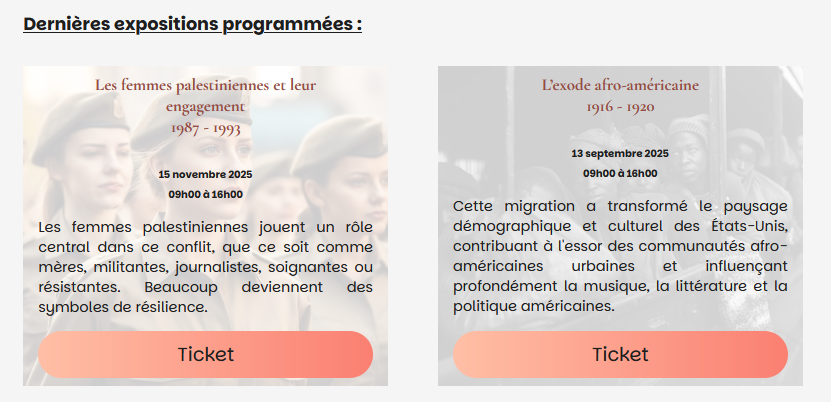 Dernières expositions programmées :
Les femmes palestiniennes et leur
engagement
1987 - 1993
15 novembre 2025
09h00 à 16h00
Les femmes palestiniennes jouent un rôle
central dans ce conflit, que ce soit comme
mères, militantes, journalistes, soignantes ou
résistantes. Beaucoup deviennent des
symboles de résilience.
Ticket
L'exode afro-américaine
1916 - 1920
13 septembre 2025
09h00 à 16h00
Cette migration a transformé le paysage
démographique et culturel des États-Unis,
contribuant à l'essor des communautés afro-
américaines urbaines et influençant
profondément la musique, la littérature et la
politique américaines.
Ticket